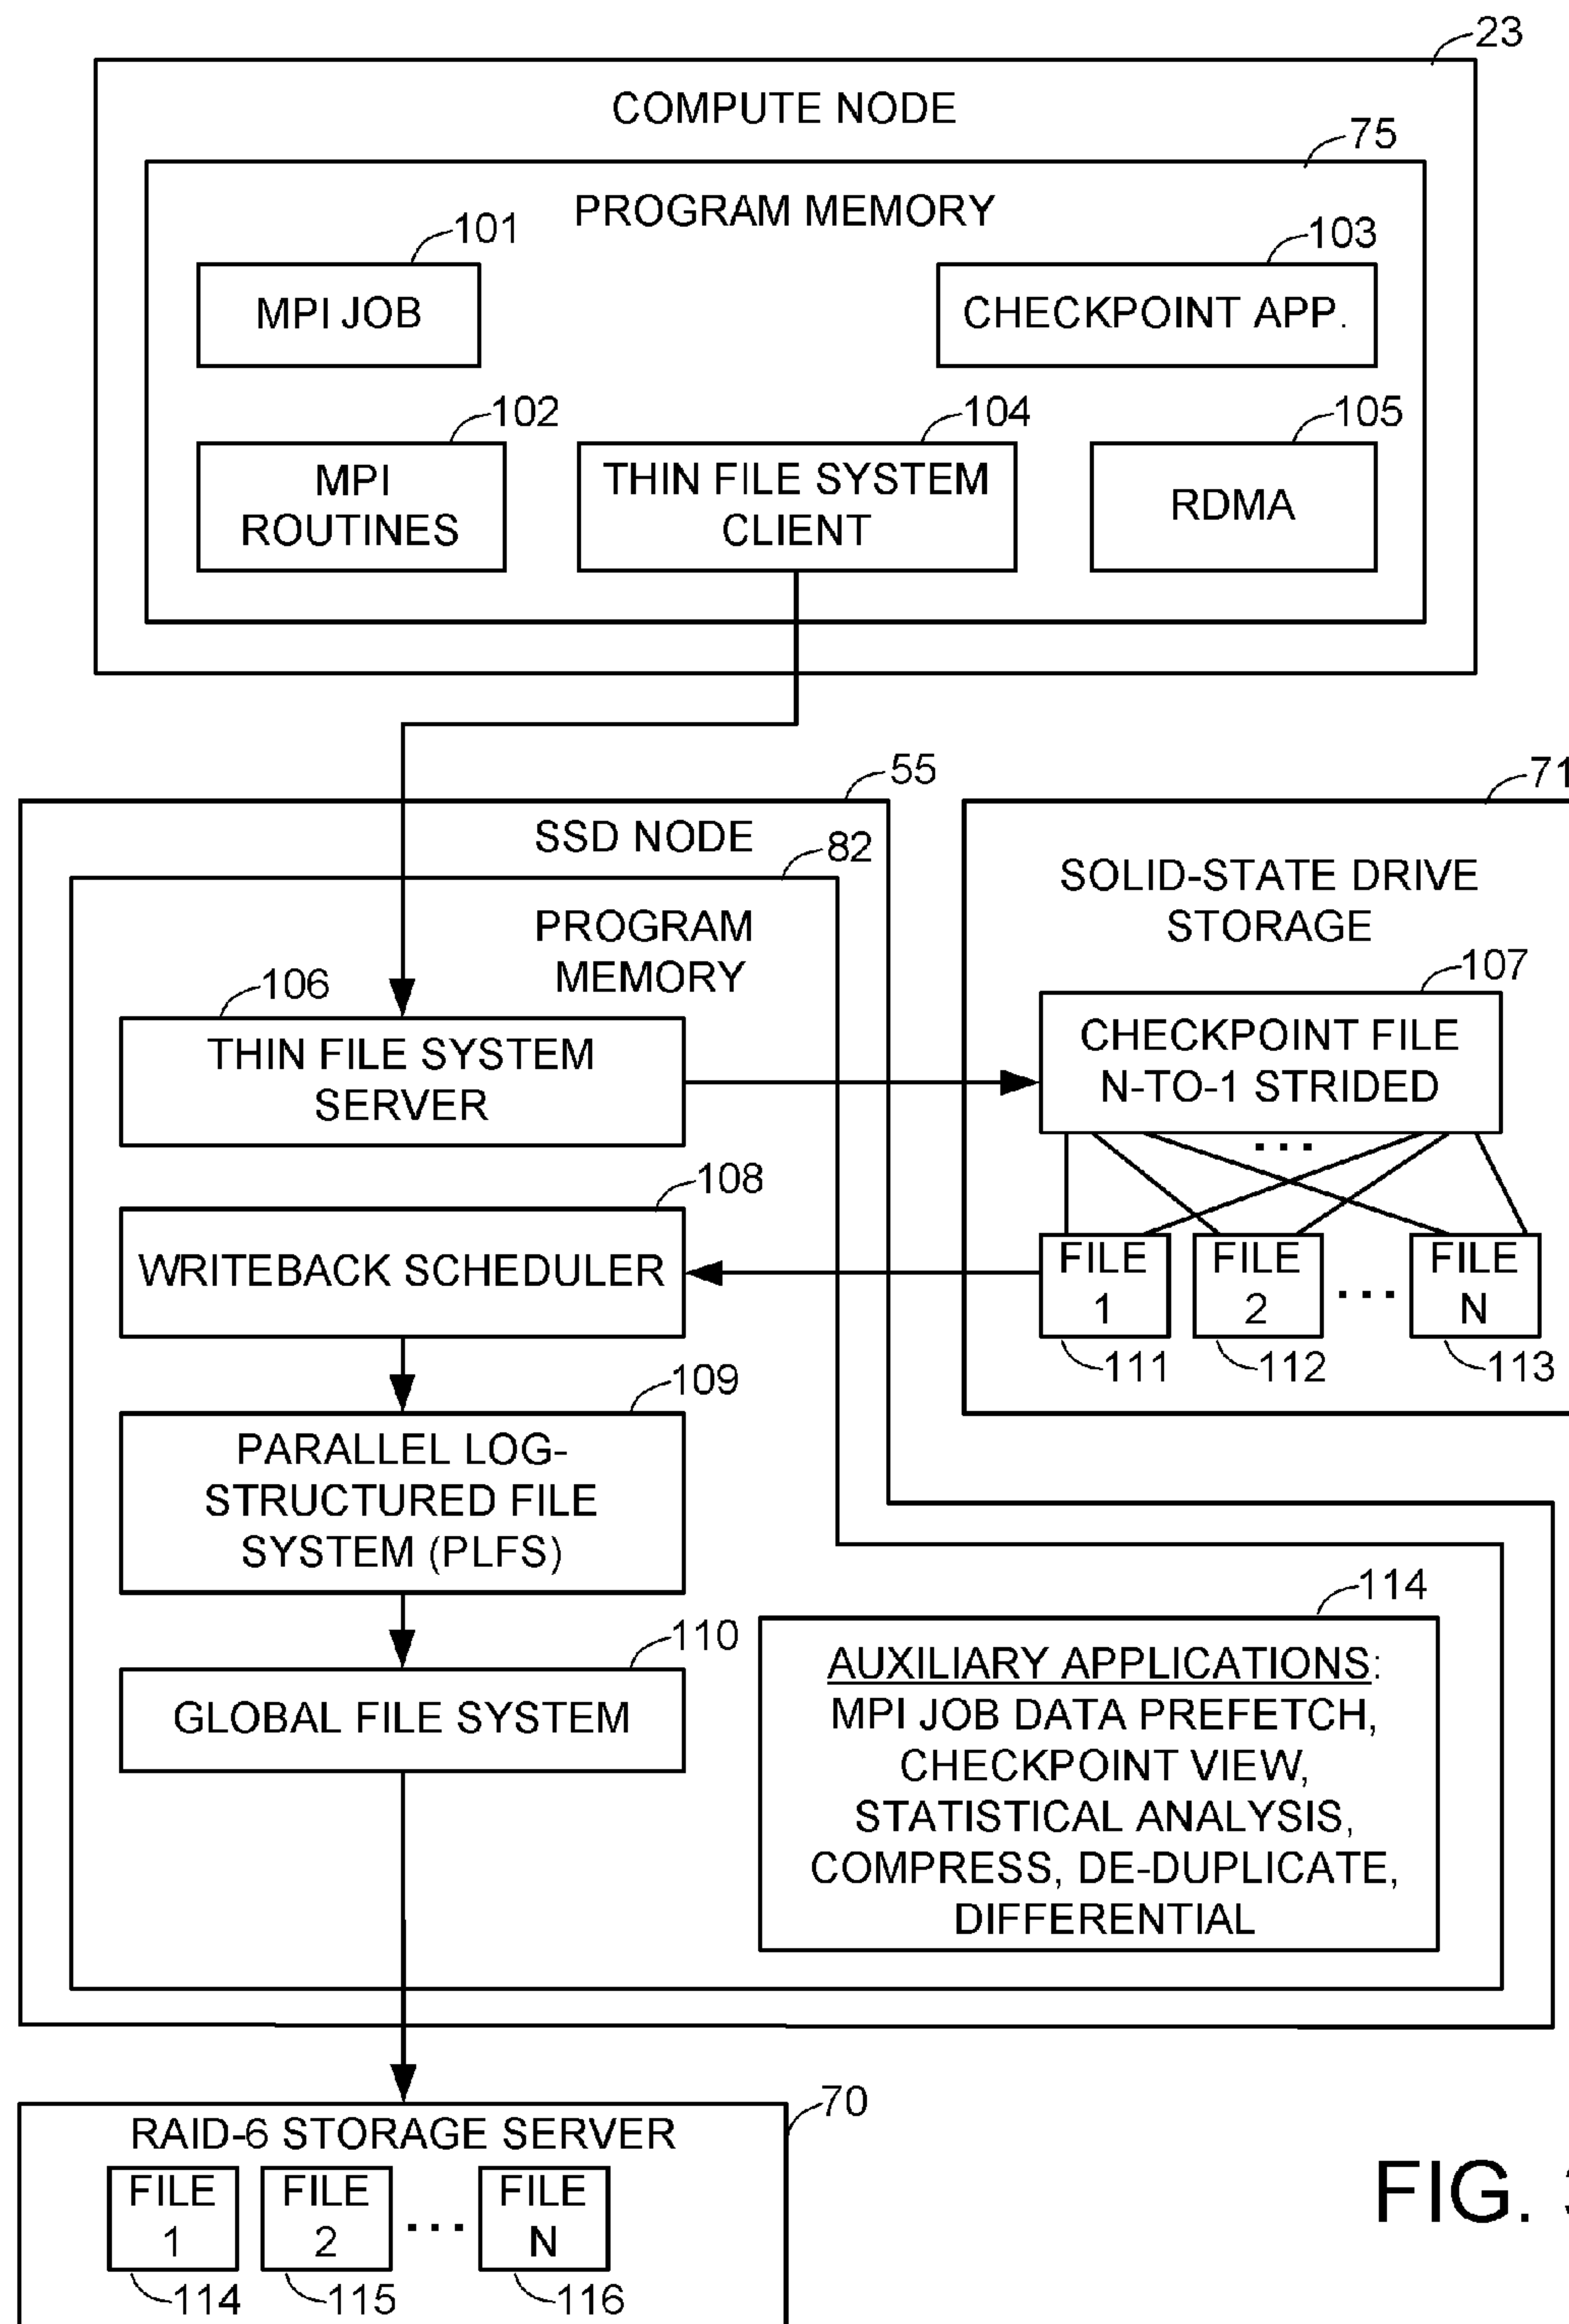 23
COMPUTE NODE
75
PROGRAM MEMORY
101
103
MPI JOB
CHECKPOINT APP.
102
104
105
MPI
ROUTINES
THIN FILE SYSTEM
CLIENT
RDMA
55
71
SSD NODE
82
SOLID-STATE DRIVE
STORAGE
PROGRAM
MEMORY
106
107
THIN FILE SYSTEM
SERVER
CHECKPOINT FILE
N-TO-1 STRIDED
...
108
WRITEBACK SCHEDULER
FILE
1
FILE
2
...
FILE
N
111
112
113
109
PARALLEL LOG-
STRUCTURED FILE
SYSTEM (PLFS)
110
GLOBAL FILE SYSTEM
114
AUXILIARY APPLICATIONS:
MPI JOB DATA PREFETCH,
CHECKPOINT VIEW,
STATISTICAL ANALYSIS,
COMPRESS, DE-DUPLICATE,
DIFFERENTIAL
70
RAID-6 STORAGE SERVER
FILE
1
FILE
2
...
FILE
N
114
115
116
FIG.